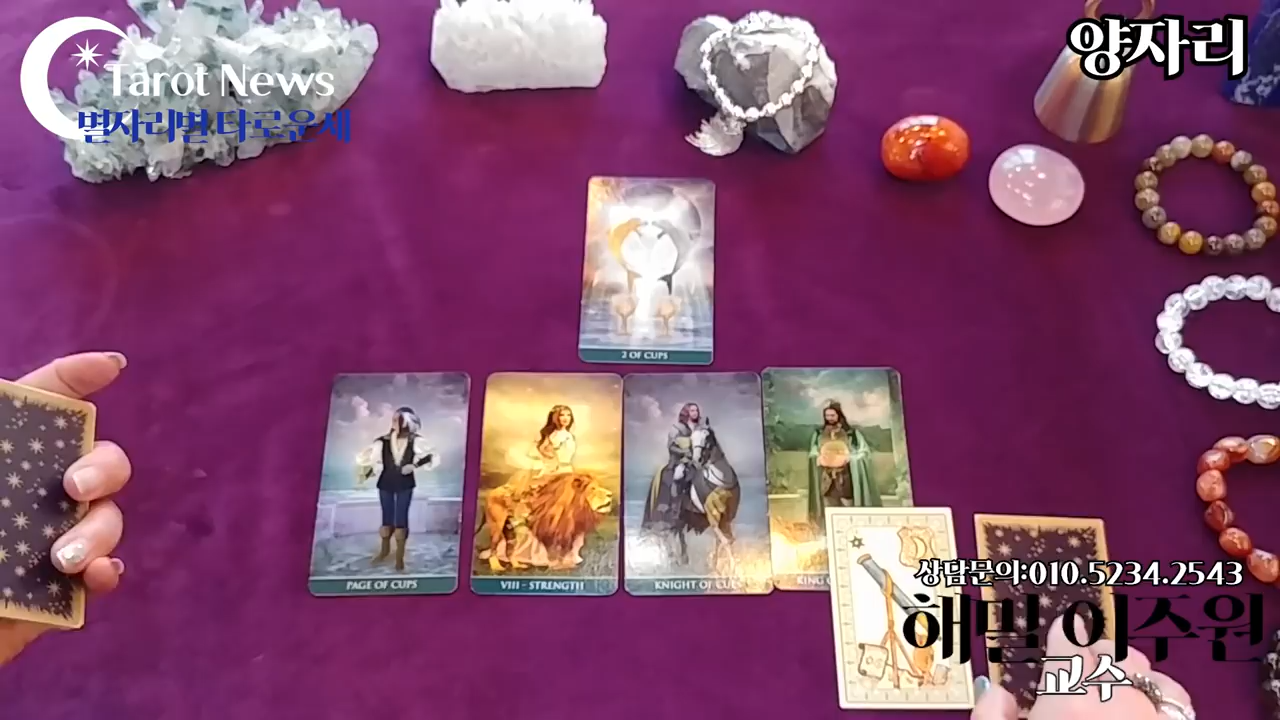 Tarot News
별자리별 타로운세
양자리
2 OF CUPS
PAGE OF CUPS
VIII - STRENGTH
KNIGHT OF CUPS
KING
상담문의:010.5234.2543
해밀 이주원
교수